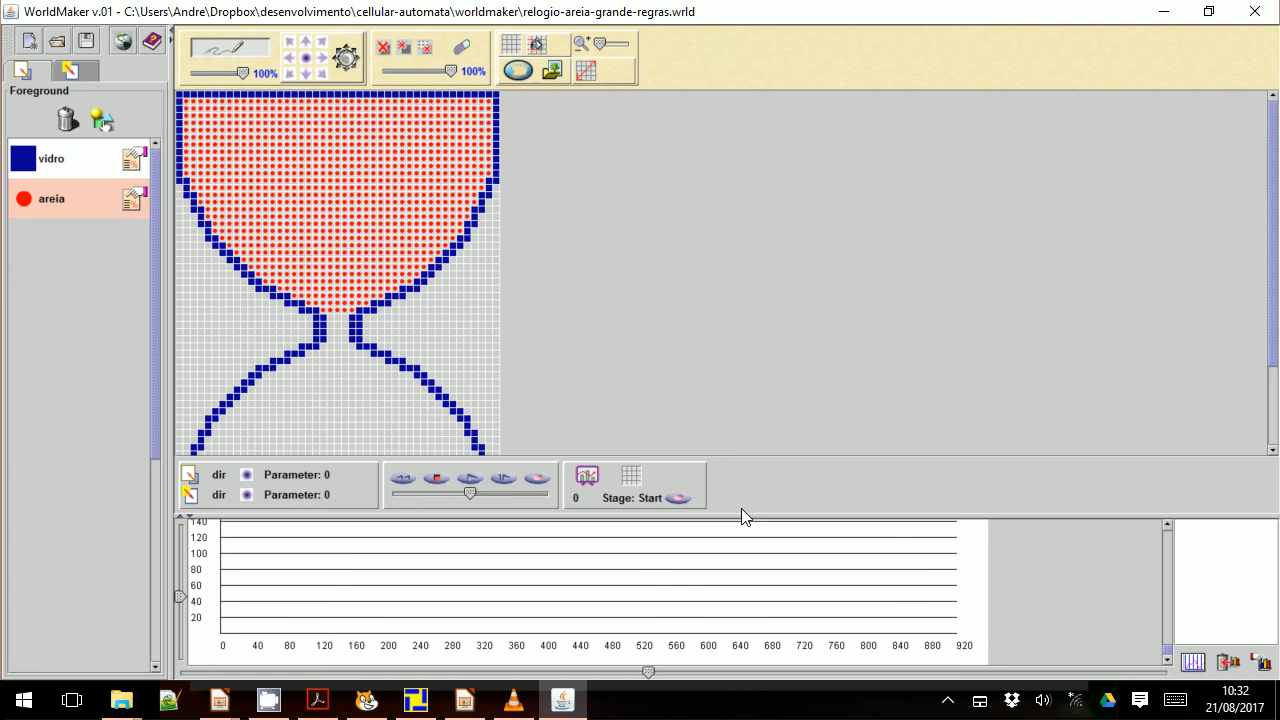 WorldMaker v.01 - C:\Users\Andre\Dropbox\desenvolvimento\cellular-automata\worldmaker\relogio-areia-grande-regras.wrld
100%
100%
Foreground
vidro
areia
dir Parameter: 0
dir Parameter: 0
0 Stage: Start
140
120
100
80
60
40
20
0 40 80 120 160 200 240 280 320 360 400 440 480 520 560 600 640 680 720 760 800 840 880 920
10:32
21/08/2017